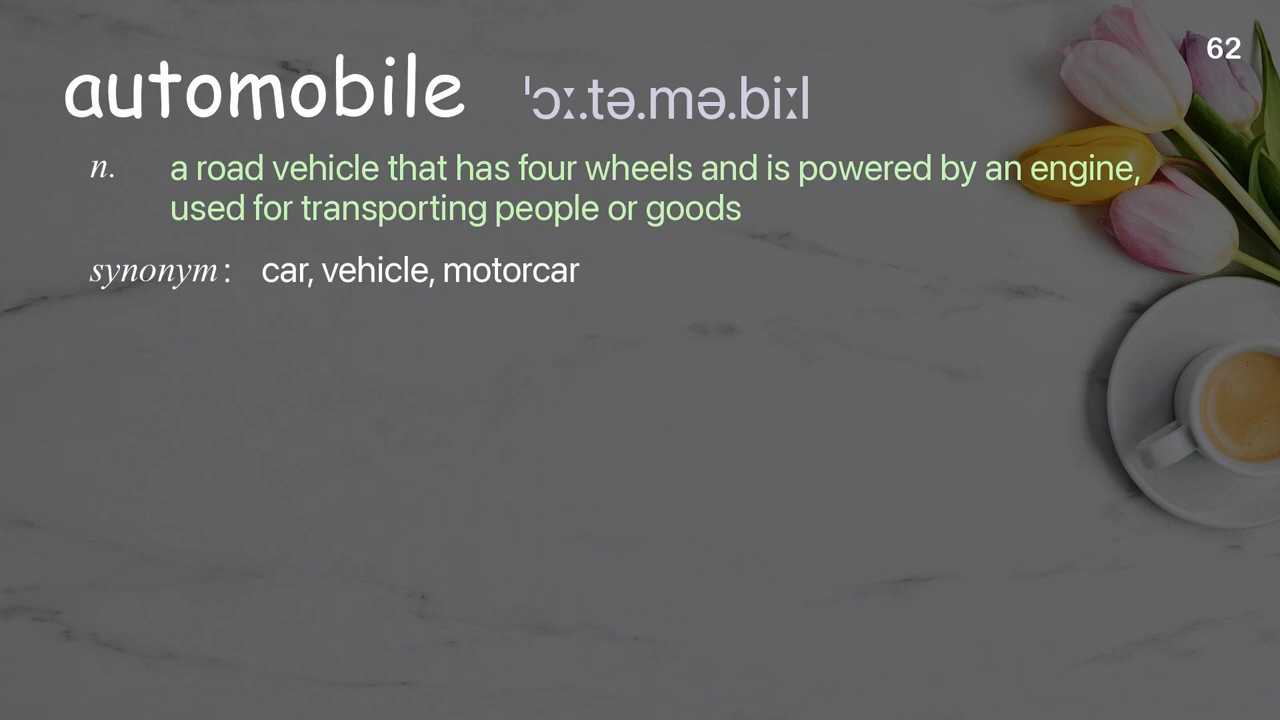 62
automobile ˈɔː.tə.mə.biːl
n. a road vehicle that has four wheels and is powered by an engine,
used for transporting people or goods
synonym : car, vehicle, motorcar